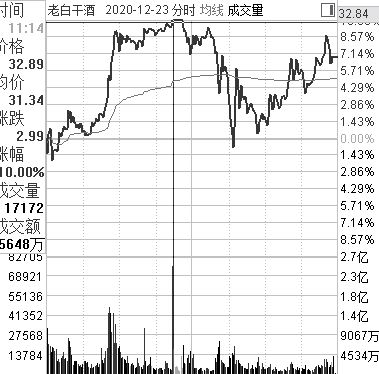 时间 老白干酒 2020-12-23 分时 均线 成交量 32.84
11:14
价格
32.89
均价
31.34
涨跌
2.99
涨幅
10.00%
成交量
17172
成交额
5648万
82705
68921
55136
41352
27568
13784
8.57%
7.14%
5.71%
4.29%
2.86%
1.43%
0.00%
1.43%
2.86%
4.29%
5.71%
7.14%
8.57%
2.7亿
2.3亿
1.8亿
1.4亿
9067万
4534万